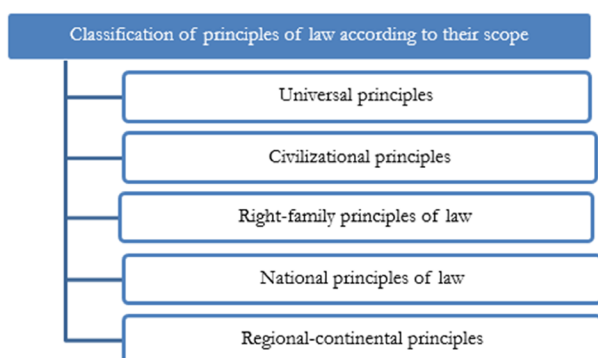 Classification of principles of law according to their scope
Universal principles
Civilizational principles
Right-family principles of law
National principles of law
Regional-continental principles